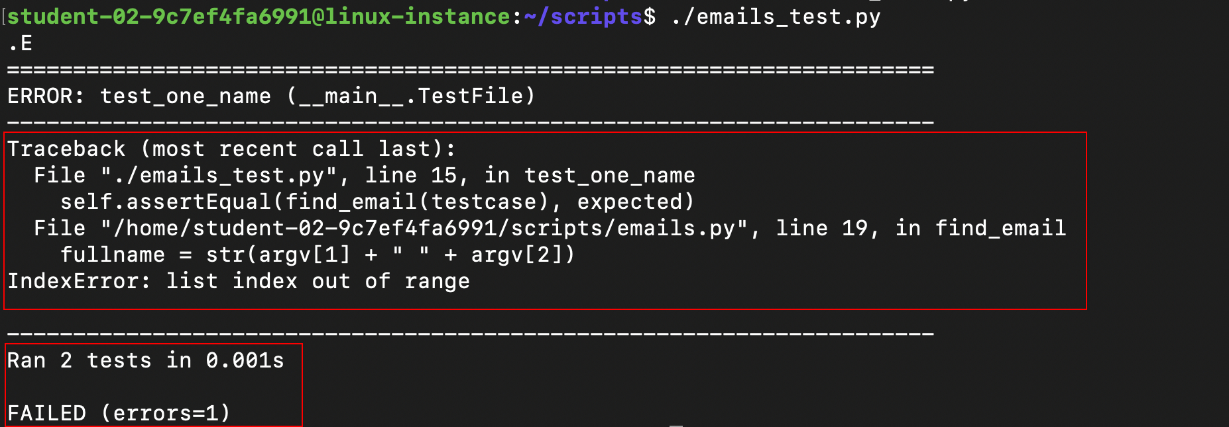 student-02-9c7ef4fa6991@linux-instance:~/scripts$ ./emails_test.py
.E
======================================================================
ERROR: test_one_name (__main__.TestFile)
----------------------------------------------------------------------
Traceback (most recent call last):
  File "./emails_test.py", line 15, in test_one_name
    self.assertEqual(find_email(testcase), expected)
  File "/home/student-02-9c7ef4fa6991/scripts/emails.py", line 19, in find_email
    fullname = str(argv[1] + " " + argv[2])
IndexError: list index out of range

----------------------------------------------------------------------
Ran 2 tests in 0.001s

FAILED (errors=1)